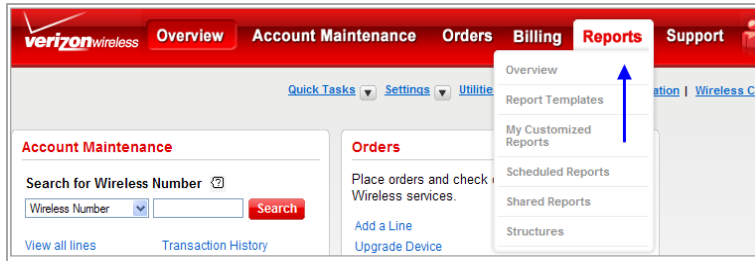 verizonwireless Overview Account Maintenance Orders Billing Reports Support
Overview
Quick Tasks Settings ation | Wireless C
Report Templates
My Customized
Reports
Account Maintenance
Orders
Search for Wireless Number
Place orders and check
Wireless services.
Scheduled Reports
Wireless Number Search
Shared Reports
Add a Line
Structures
View all lines Transaction History
Upgrade Device